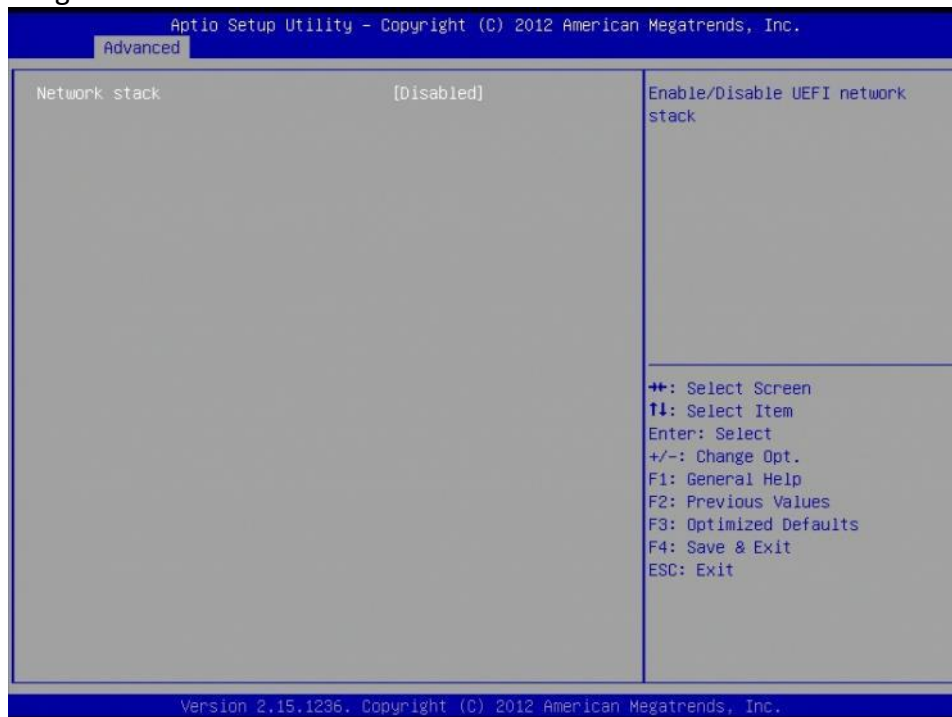 Aptio Setup Utility – Copyright (C) 2012 American Megatrends, Inc.
Advanced
Network stack [Disabled]
Enable/Disable UEFI network
stack
→←: Select Screen
↑↓: Select Item
Enter: Select
+/-: Change Opt.
F1: General Help
F2: Previous Values
F3: Optimized Defaults
F4: Save & Exit
ESC: Exit
Version 2.15.1236. Copyright (C) 2012 American Megatrends, Inc.